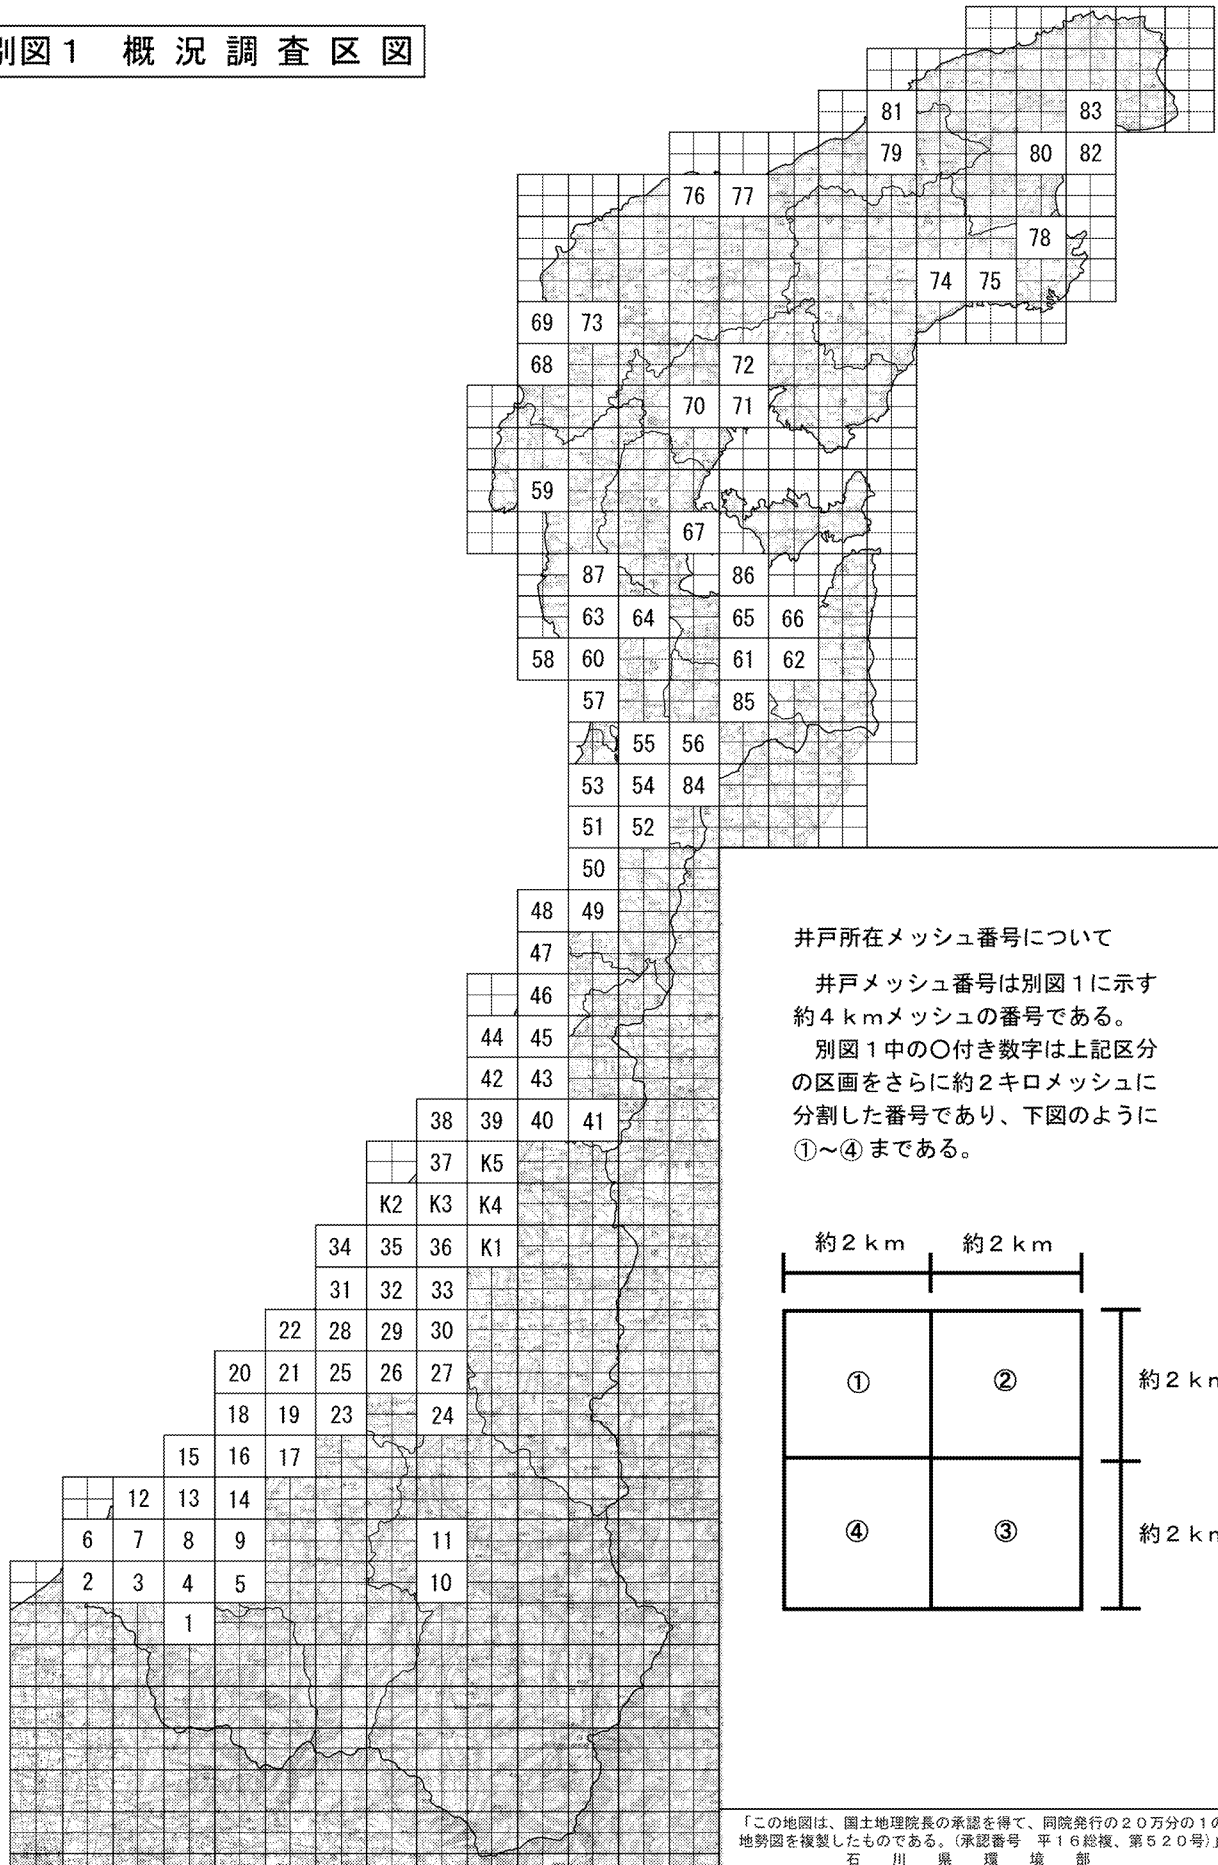 別図１　概 況 調 査 区 図
81 83
79 80 82
76 77
78
74 75
69 73
68 72
70 71
59
67
87 86
63 64 65 66
58 60 61 62
57 85
55 56
53 54 84
51 52
50
48 49
47
46
44 45
42 43
38 39 40 41
37 K5
K2 K3 K4
34 35 36 K1
31 32 33
22 28 29 30
20 21 25 26 27
18 19 23 24
15 16 17
12 13 14
6 7 8 9 11
2 3 4 5 10
1
井戸所在メッシュ番号について
井戸メッシュ番号は別図１に示す
約４ｋｍメッシュの番号である。
別図１中の〇付き数字は上記区分
の区画をさらに約２キロメッシュに
分割した番号であり、下図のように
①～④まである。
約２ｋｍ 約２ｋｍ
① ② 約２ｋｍ
④ ③ 約２ｋｍ
「この地図は、国土地理院長の承認を得て、同院発行の２０万分の１の
地勢図を複製したものである。（承認番号　平１６総複、第５２０号）」
石 川 県 環 境 部